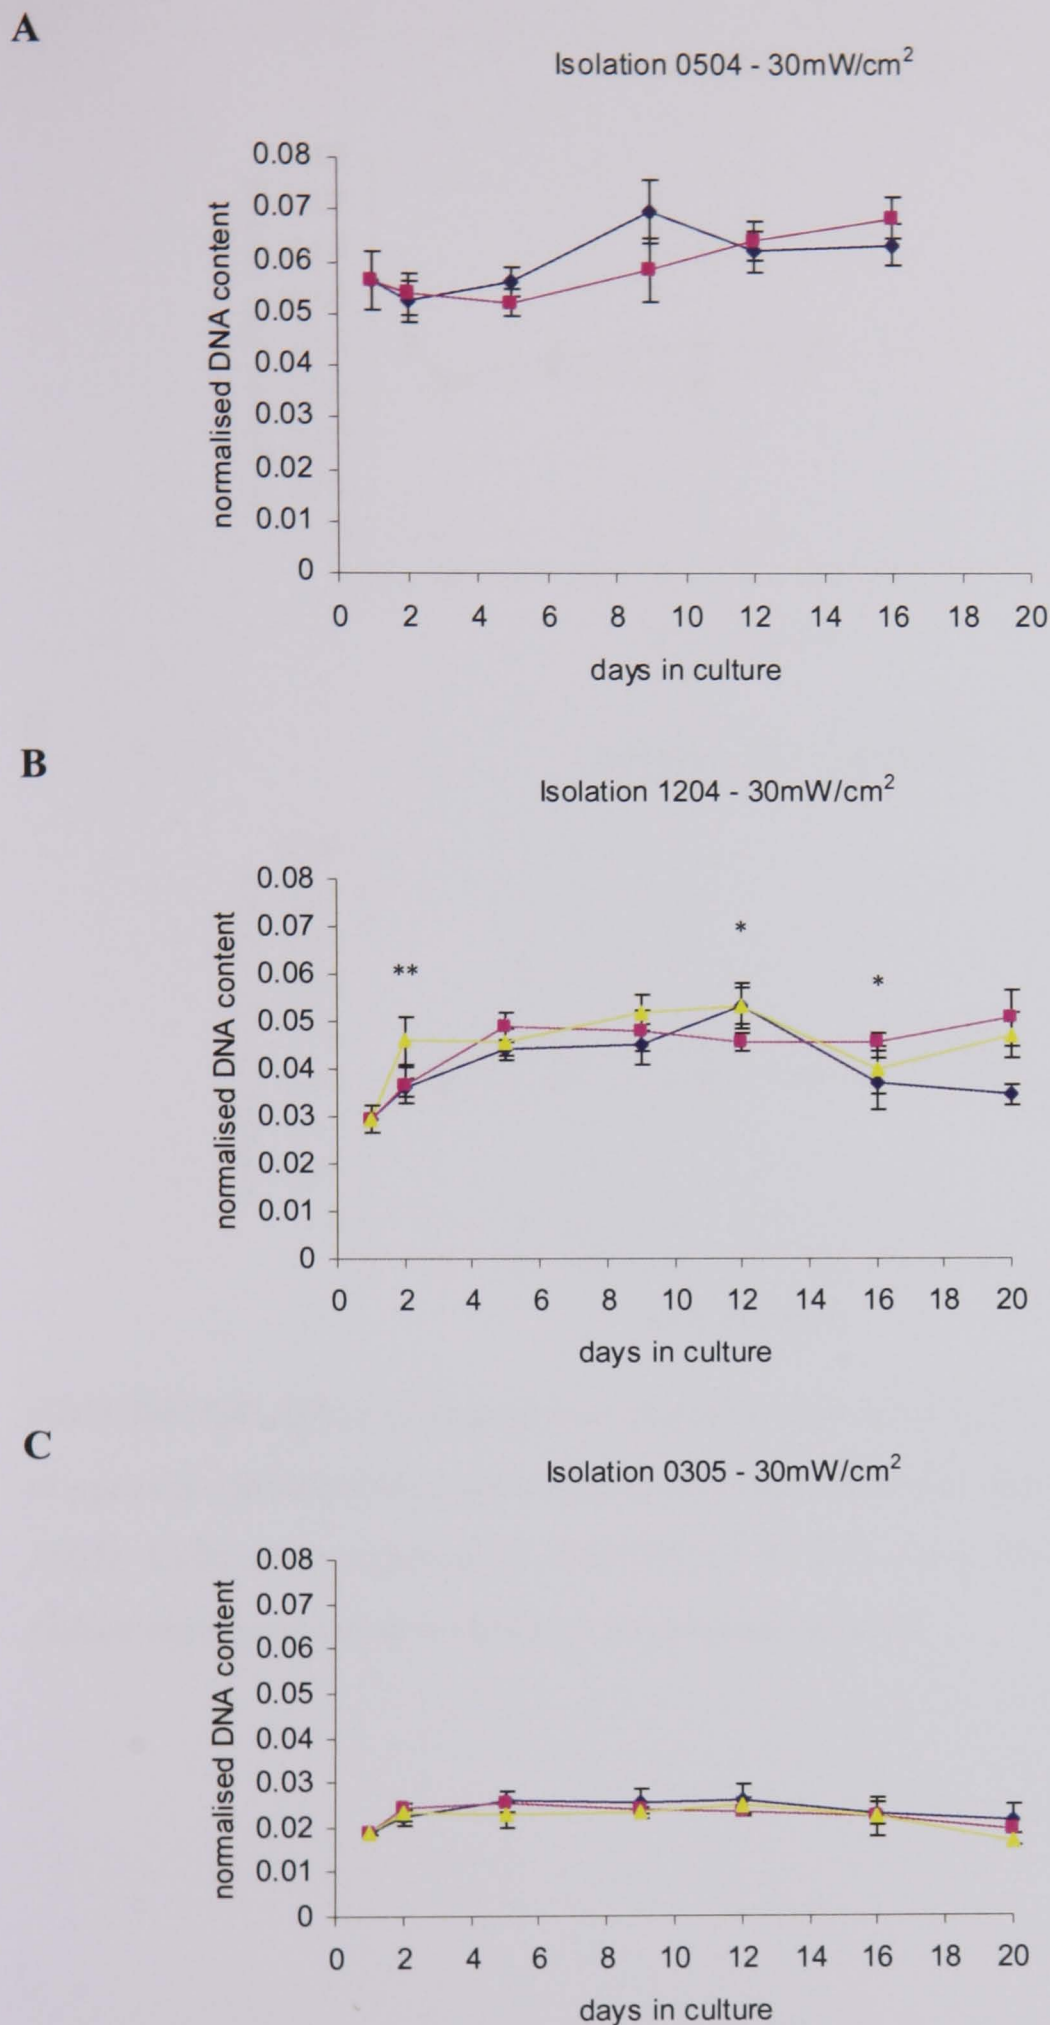 A
Isolation 0504 - 30mW/cm²
normalised DNA content
0.08
0.07
0.06
0.05
0.04
0.03
0.02
0.01
0
0 2 4 6 8 10 12 14 16 18 20
days in culture
B
Isolation 1204 - 30mW/cm²
normalised DNA content
0.08
0.07
0.06
0.05
0.04
0.03
0.02
0.01
0
** * *
0 2 4 6 8 10 12 14 16 18 20
days in culture
C
Isolation 0305 - 30mW/cm²
normalised DNA content
0.08
0.07
0.06
0.05
0.04
0.03
0.02
0.01
0
0 2 4 6 8 10 12 14 16 18 20
days in culture